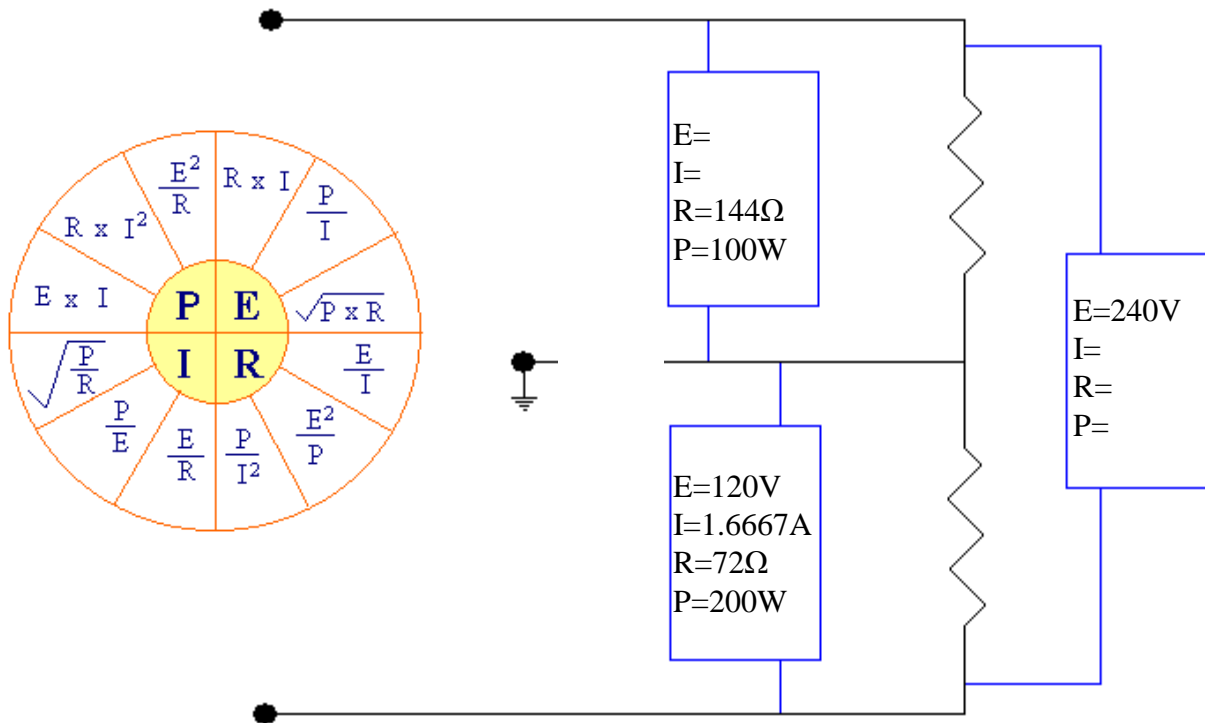 E²/R
R x I
P/I
R x I²
E x I
√P x R
P E
I R
√P/R
E/I
P/E
E/R
P/I²
E²/P
E=
I=
R=144Ω
P=100W
E=240V
I=
R=
P=
E=120V
I=1.6667A
R=72Ω
P=200W